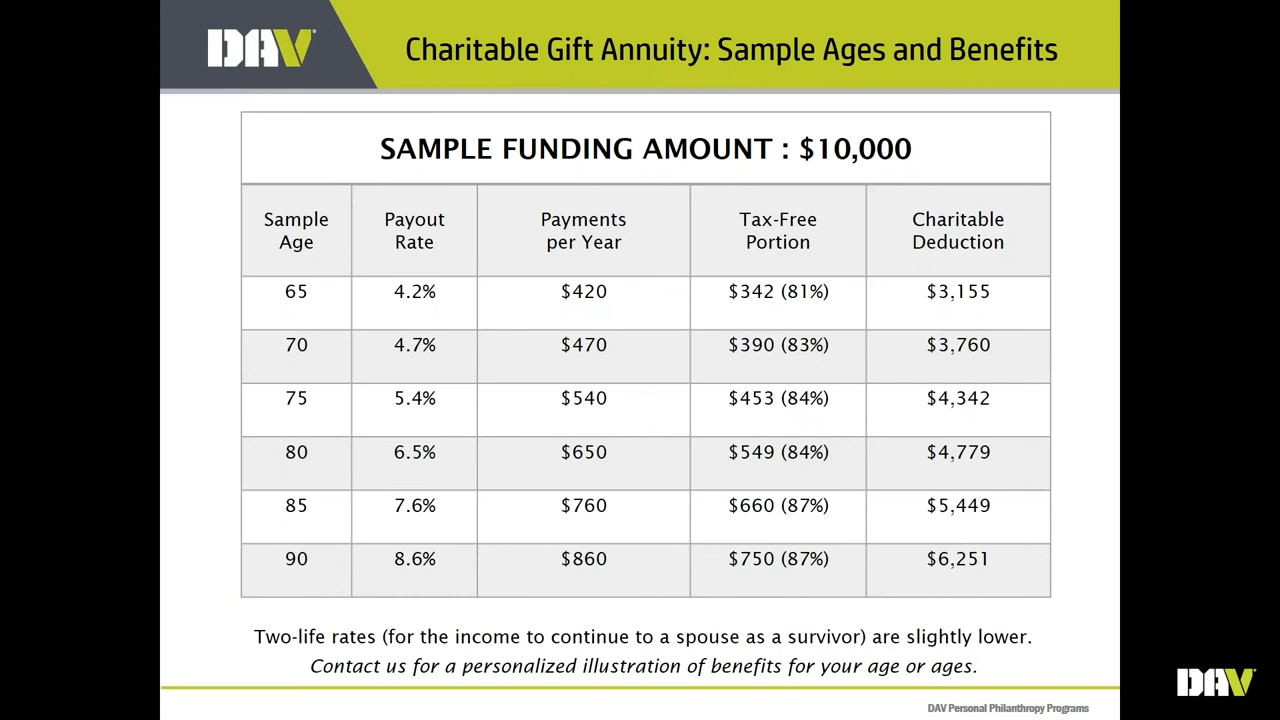 DAV
Charitable Gift Annuity: Sample Ages and Benefits
SAMPLE FUNDING AMOUNT : $10,000
Sample Age Payout Rate Payments per Year Tax-Free Portion Charitable Deduction
65 4.2% $420 $342 (81%) $3,155
70 4.7% $470 $390 (83%) $3,760
75 5.4% $540 $453 (84%) $4,342
80 6.5% $650 $549 (84%) $4,779
85 7.6% $760 $660 (87%) $5,449
90 8.6% $860 $750 (87%) $6,251
Two-life rates (for the income to continue to a spouse as a survivor) are slightly lower.
Contact us for a personalized illustration of benefits for your age or ages.
DAV
DAV Personal Philanthropy Programs